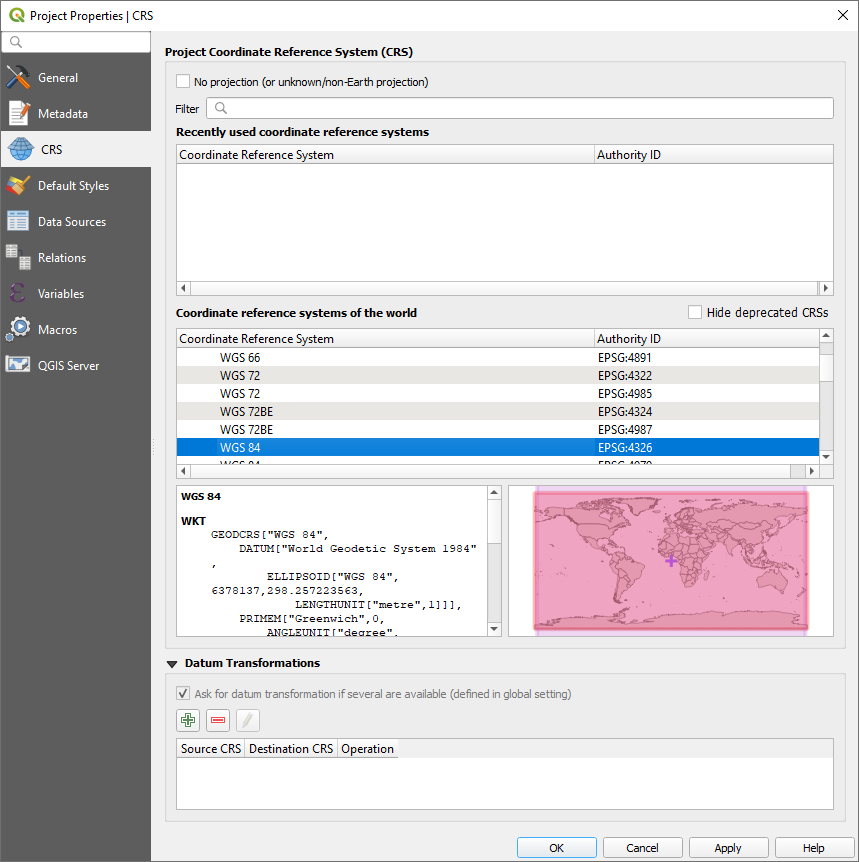 Project Properties | CRS
General
Metadata
CRS
Default Styles
Data Sources
Relations
Variables
Macros
QGIS Server
Project Coordinate Reference System (CRS)
No projection (or unknown/non-Earth projection)
Filter
Recently used coordinate reference systems
Coordinate Reference System Authority ID
Coordinate reference systems of the world Hide deprecated CRSs
Coordinate Reference System Authority ID
WGS 66 EPSG:4891
WGS 72 EPSG:4322
WGS 72 EPSG:4985
WGS 72BE EPSG:4324
WGS 72BE EPSG:4987
WGS 84 EPSG:4326
WGS 84
WKT
GEODCRS["WGS 84",
DATUM["World Geodetic System 1984"
,
ELLIPSOID["WGS 84",
6378137,298.257223563,
LENGTHUNIT["metre",1]]],
PRIMEM["Greenwich",0,
ANGLEUNIT["degree",
Datum Transformations
Ask for datum transformation if several are available (defined in global setting)
Source CRS Destination CRS Operation
OK Cancel Apply Help